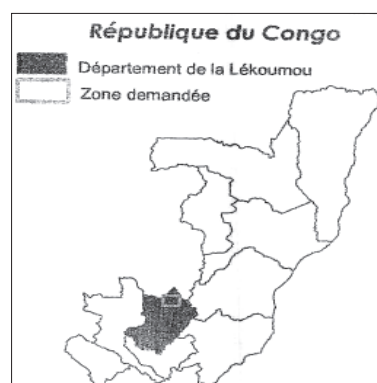 République du Congo
Département de la Lékoumou
Zone demandée